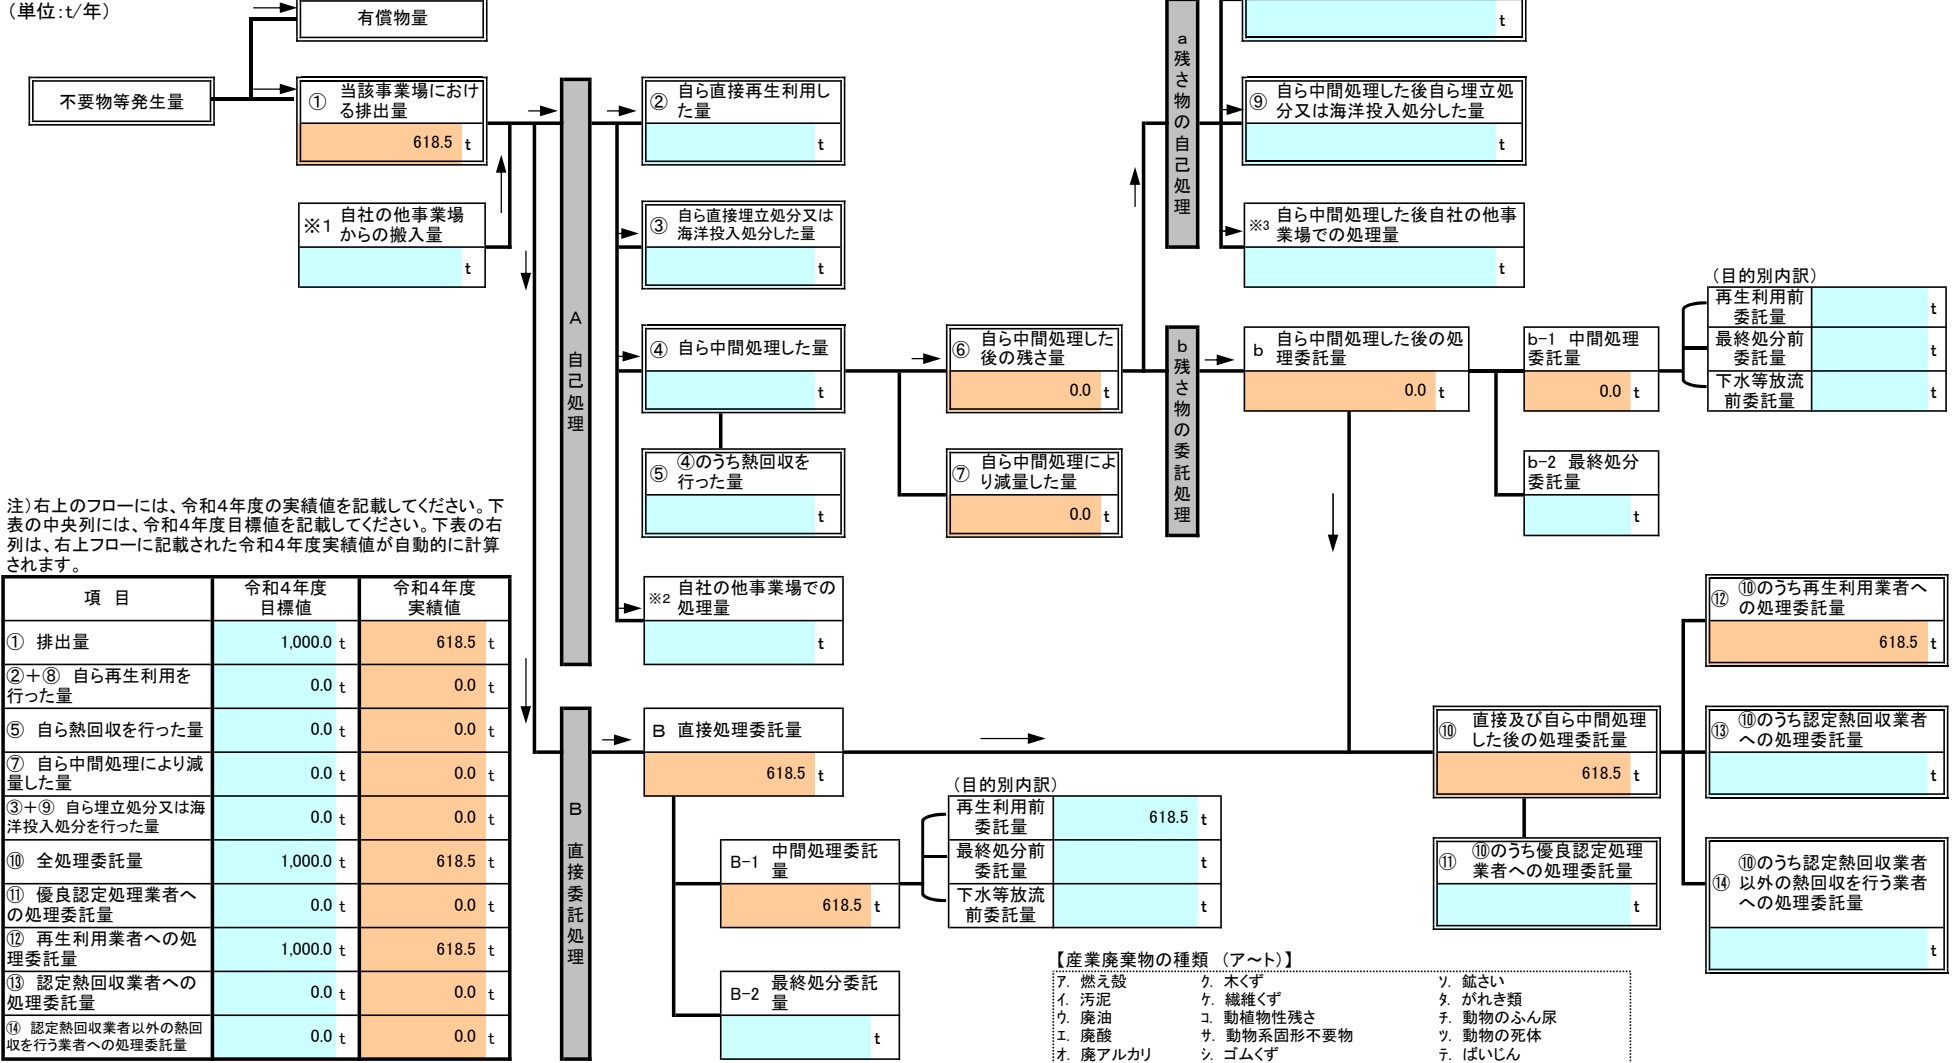 (単位:t/年)
有償物量
不要物等発生量
① 当該事業場におけ
る排出量
618.5 t
※1 自社の他事業場
からの搬入量
t
A 自己処理
② 自ら直接再生利用し
た量
t
③ 自ら直接埋立処分又は
海洋投入処分した量
t
④ 自ら中間処理した量
t
⑤ ④のうち熱回収を
行った量
t
※2 自社の他事業場での
処理量
t
⑥ 自ら中間処理した
後の残さ量
0.0 t
⑦ 自ら中間処理によ
り減量した量
0.0 t
a 残さ物の自己処理
t
⑨ 自ら中間処理した後自ら埋立処
分又は海洋投入処分した量
t
※3 自ら中間処理した後自社の他事
業場での処理量
t
b 残さ物の委託処理
b 自ら中間処理した後の処
理委託量
0.0 t
b-1 中間処理
委託量
0.0 t
b-2 最終処分
委託量
t
(目的別内訳)
再生利用前
委託量
t
最終処分前
委託量
t
下水等放流
前委託量
t
注)右上のフローには、令和4年度の実績値を記載してください。下
表の中央列には、令和4年度目標値を記載してください。下表の右
列は、右上フローに記載された令和4年度実績値が自動的に計算
されます。
項 目 令和4年度
目標値 令和4年度
実績値
① 排出量 1,000.0 t 618.5 t
②+⑧ 自ら再生利用を
行った量 0.0 t 0.0 t
⑤ 自ら熱回収を行った量 0.0 t 0.0 t
⑦ 自ら中間処理により減
量した量 0.0 t 0.0 t
③+⑨ 自ら埋立処分又は海
洋投入処分を行った量 0.0 t 0.0 t
⑩ 全処理委託量 1,000.0 t 618.5 t
⑪ 優良認定処理業者へ
の処理委託量 0.0 t 0.0 t
⑫ 再生利用業者への処
理委託量 1,000.0 t 618.5 t
⑬ 認定熱回収業者への
処理委託量 0.0 t 0.0 t
⑭ 認定熱回収業者以外の熱回
収を行う業者への処理委託量 0.0 t 0.0 t
B 直接委託処理
B 直接処理委託量
618.5 t
B-1 中間処理委託
量
618.5 t
B-2 最終処分委託
量
t
(目的別内訳)
再生利用前
委託量
618.5 t
最終処分前
委託量
t
下水等放流
前委託量
t
⑩ 直接及び自ら中間処理
した後の処理委託量
618.5 t
⑪ ⑩のうち優良認定処理
業者への処理委託量
t
⑫ ⑩のうち再生利用業者へ
の処理委託量
618.5 t
⑬ ⑩のうち認定熱回収業者
への処理委託量
t
⑭ ⑩のうち認定熱回収業者
以外の熱回収を行う業者
への処理委託量
t
【産業廃棄物の種類 (ア~ト)】
ア. 燃え殻 ク. 木くず ソ. 鉱さい
イ. 汚泥 ケ. 繊維くず タ. がれき類
ウ. 廃油 コ. 動植物性残さ チ. 動物のふん尿
エ. 廃酸 サ. 動物系固形不要物 ツ. 動物の死体
オ. 廃アルカリ シ. ゴムくず テ. ばいじん